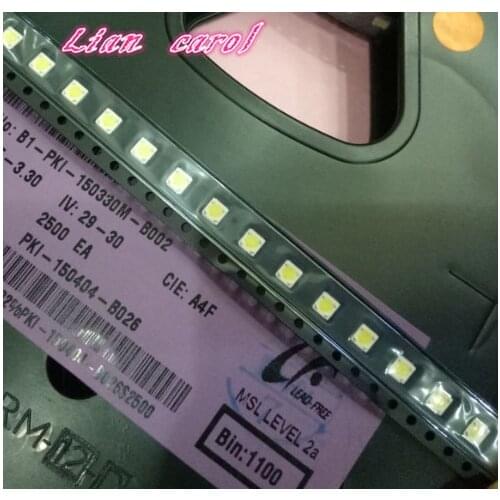 Lian carol
No: B1-PKI-150330M-B002
-3.30
IV: 29-30
2500 EA
CIE: A4F
PKI-150404-B026
LEAD-FREE
MSL LEVEL 2a
Bin:1100